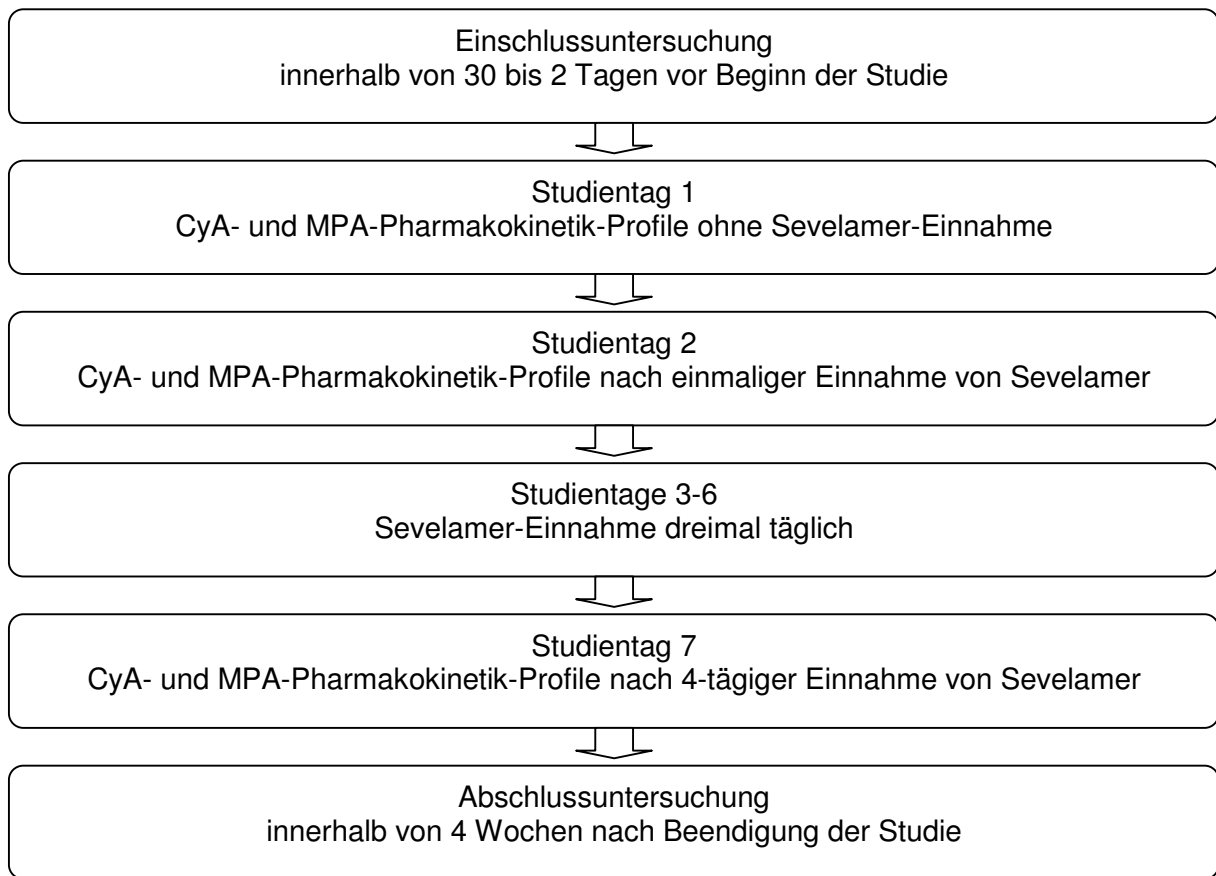 Einschlussuntersuchung
innerhalb von 30 bis 2 Tagen vor Beginn der Studie
Studientag 1
CyA- und MPA-Pharmakokinetik-Profile ohne Sevelamer-Einnahme
Studientag 2
CyA- und MPA-Pharmakokinetik-Profile nach einmaliger Einnahme von Sevelamer
Studientage 3-6
Sevelamer-Einnahme dreimal täglich
Studientag 7
CyA- und MPA-Pharmakokinetik-Profile nach 4-tägiger Einnahme von Sevelamer
Abschlussuntersuchung
innerhalb von 4 Wochen nach Beendigung der Studie